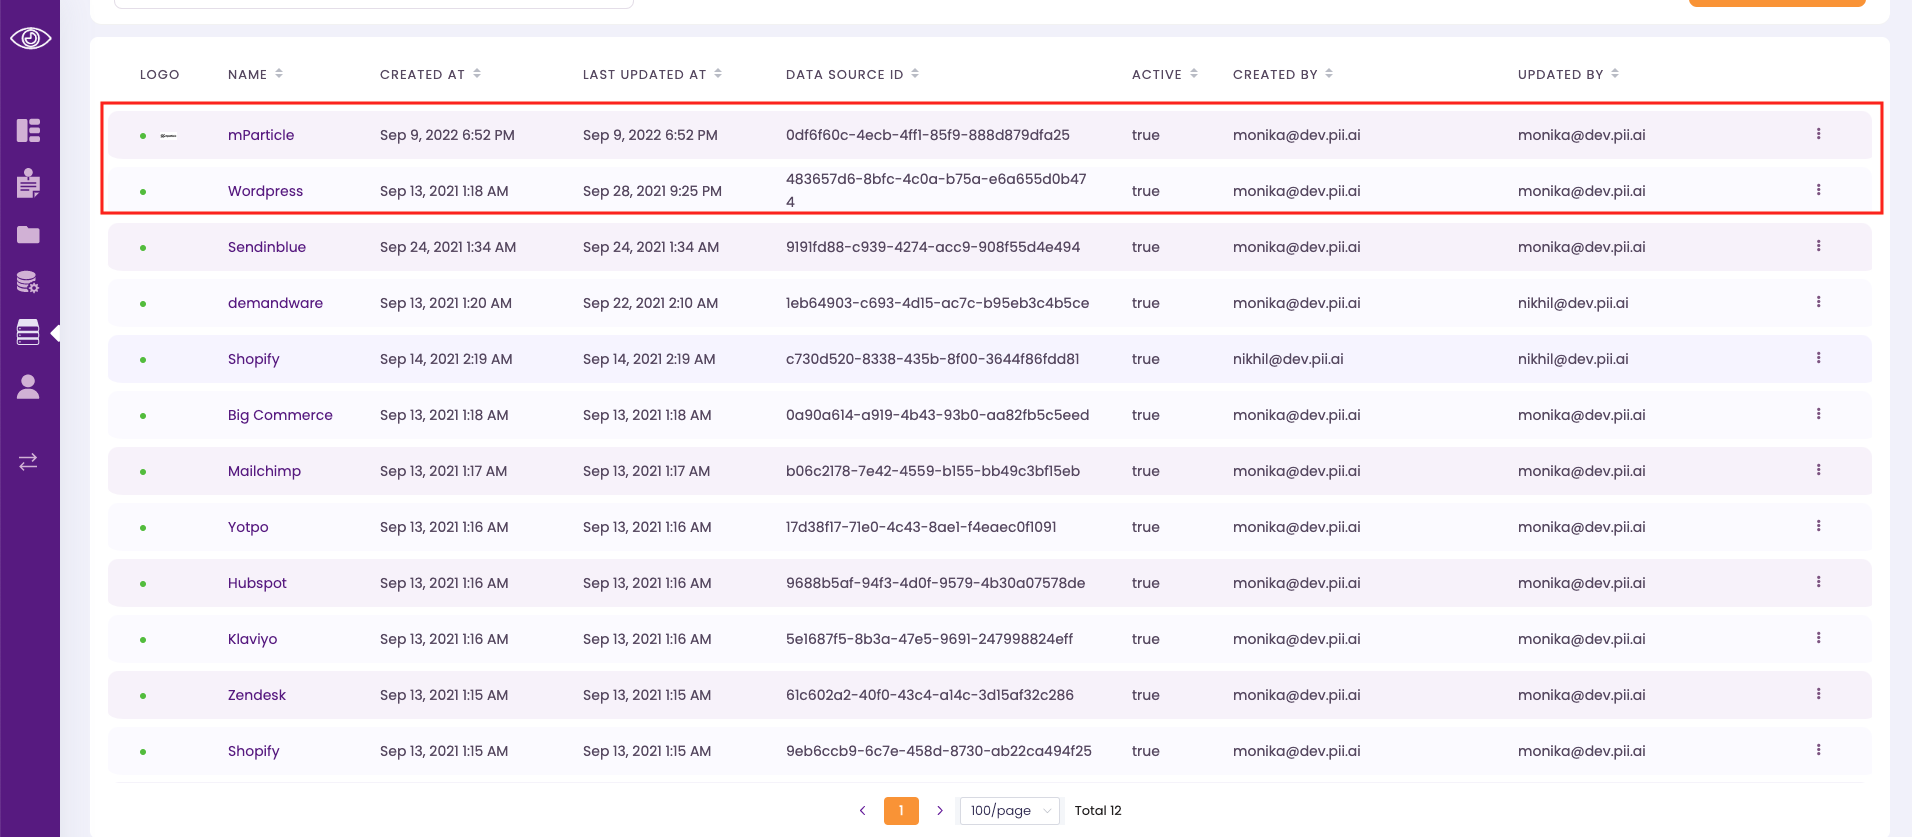 LOGO NAME CREATED AT LAST UPDATED AT DATA SOURCE ID ACTIVE CREATED BY UPDATED BY
mParticle Sep 9, 2022 6:52 PM Sep 9, 2022 6:52 PM 0df6f60c-4ecb-4ff1-85f9-888d879dfa25 true monika@dev.pii.ai monika@dev.pii.ai
Wordpress Sep 13, 2021 1:18 AM Sep 28, 2021 9:25 PM 483657d6-8bfc-4c0a-b75a-e6a655d0b47 true monika@dev.pii.ai monika@dev.pii.ai
4
Sendinblue Sep 24, 2021 1:34 AM Sep 24, 2021 1:34 AM 9191fd88-c939-4274-acc9-908f55d4e494 true monika@dev.pii.ai monika@dev.pii.ai
demandware Sep 13, 2021 1:20 AM Sep 22, 2021 2:10 AM 1eb64903-c693-4d15-ac7c-b95eb3c4b5ce true monika@dev.pii.ai nikhil@dev.pii.ai
Shopify Sep 14, 2021 2:19 AM Sep 14, 2021 2:19 AM c730d520-8338-435b-8f00-3644f86fdd81 true nikhil@dev.pii.ai nikhil@dev.pii.ai
Big Commerce Sep 13, 2021 1:18 AM Sep 13, 2021 1:18 AM 0a90a614-a919-4b43-93b0-aa82fb5c5eed true monika@dev.pii.ai monika@dev.pii.ai
Mailchimp Sep 13, 2021 1:17 AM Sep 13, 2021 1:17 AM b06c2178-7e42-4559-b155-bb49c3bf15eb true monika@dev.pii.ai monika@dev.pii.ai
Yotpo Sep 13, 2021 1:16 AM Sep 13, 2021 1:16 AM 17d38f17-71e0-4c43-8ae1-f4eaec0f1091 true monika@dev.pii.ai monika@dev.pii.ai
Hubspot Sep 13, 2021 1:16 AM Sep 13, 2021 1:16 AM 9688b5af-94f3-4d0f-9579-4b30a07578de true monika@dev.pii.ai monika@dev.pii.ai
Klaviyo Sep 13, 2021 1:16 AM Sep 13, 2021 1:16 AM 5e1687f5-8b3a-47e5-9691-247998824eff true monika@dev.pii.ai monika@dev.pii.ai
Zendesk Sep 13, 2021 1:15 AM Sep 13, 2021 1:15 AM 61c602a2-40f0-43c4-a14c-3d15af32c286 true monika@dev.pii.ai monika@dev.pii.ai
Shopify Sep 13, 2021 1:15 AM Sep 13, 2021 1:15 AM 9eb6ccb9-6c7e-458d-8730-ab22ca494f25 true monika@dev.pii.ai monika@dev.pii.ai
1 100/page Total 12